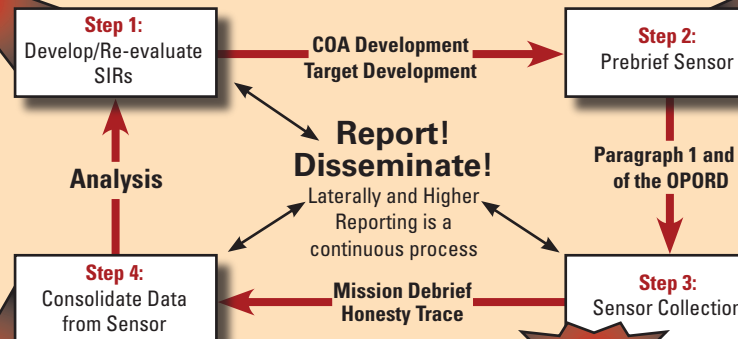 Step 1:
Develop/Re-evaluate
SIRs
COA Development
Target Development
Step 2:
Prebrief Sensor
Report!
Disseminate!
Laterally and Higher
Reporting is a
continuous process
Analysis
Paragraph 1 and
of the OPORD
Step 4:
Consolidate Data
from Sensor
Mission Debrief
Honesty Trace
Step 3:
Sensor Collection